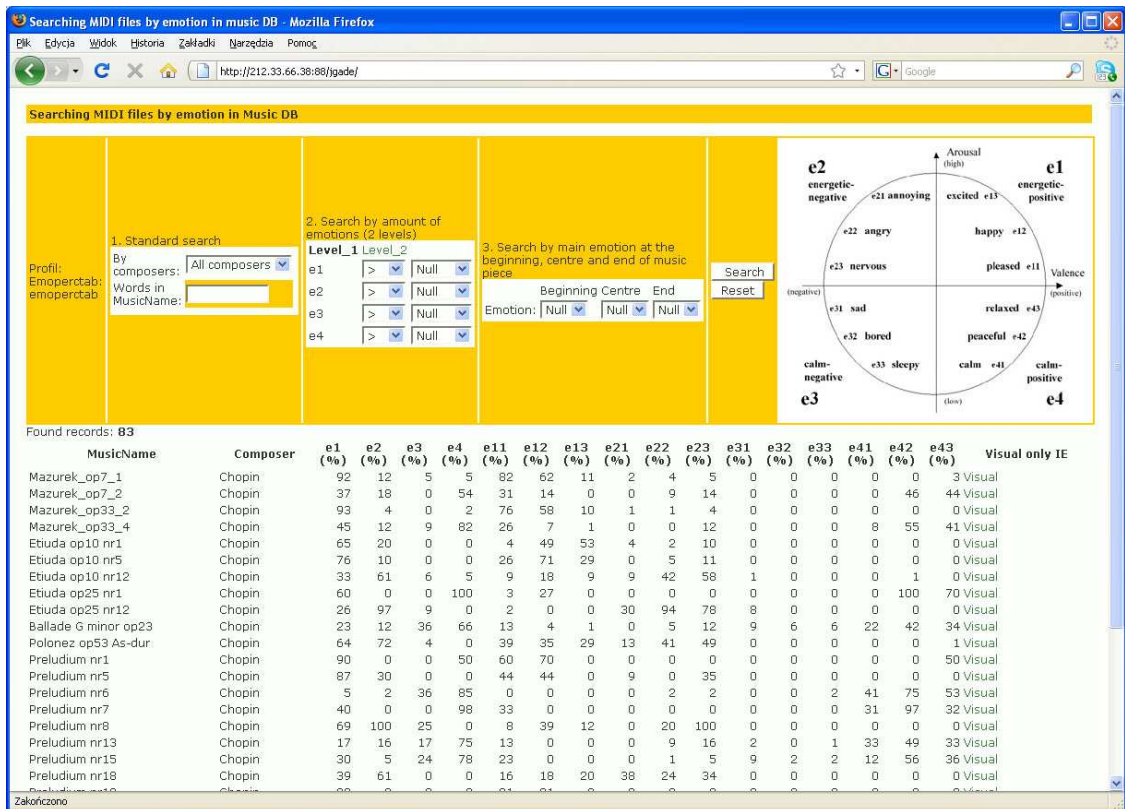 Searching MIDI files by emotion in music DB - Mozilla Firefox
Plik Edycja Widok Historia Zakładki Narzędzia Pomoc
http://212.33.66.38:88/jgade/
Google
Searching MIDI files by emotion in Music DB
Profil:
Emoperctab:
emoperctab
1. Standard search
By
composers: All composers
Words in
MusicName:
2. Search by amount of
emotions (2 levels)
Level_1 Level_2
e1 > Null
e2 > Null
e3 > Null
e4 > Null
3. Search by main emotion at the
beginning, centre and end of music
piece
Beginning Centre End
Emotion: Null Null Null
Search
Reset
Arousal
(high)
e2 e1
energetic-
negative
energetic-
positive
e21 annoying excited e13
e22 angry happy e12
e23 nervous pleased e11
Valence
(negative) (positive)
e31 sad relaxed e43
e32 bored peaceful e42
e33 sleepy calm e41
calm-
negative
calm-
positive
e3 (low) e4
Found records: 83
MusicName Composer e1 (%) e2 (%) e3 (%) e4 (%) e11 (%) e12 (%) e13 (%) e21 (%) e22 (%) e23 (%) e31 (%) e32 (%) e33 (%) e41 (%) e42 (%) e43 (%) Visual only IE
Mazurek_op7_1 Chopin 92 12 5 5 82 62 11 2 4 5 0 0 0 0 0 3 Visual
Mazurek_op7_2 Chopin 37 18 0 54 31 14 0 0 9 14 0 0 0 0 46 44 Visual
Mazurek_op33_2 Chopin 93 4 0 2 76 58 10 1 1 4 0 0 0 0 0 0 Visual
Mazurek_op33_4 Chopin 45 12 9 82 26 7 1 0 0 12 0 0 0 8 55 41 Visual
Etiuda op10 nr1 Chopin 65 20 0 0 4 49 53 4 2 10 0 0 0 0 0 0 Visual
Etiuda op10 nr5 Chopin 76 10 0 0 26 71 29 0 5 11 0 0 0 0 0 0 Visual
Etiuda op10 nr12 Chopin 33 61 6 5 9 18 9 9 42 58 1 0 0 0 1 0 Visual
Etiuda op25 nr1 Chopin 60 0 0 100 3 27 0 0 0 0 0 0 0 0 100 70 Visual
Etiuda op25 nr12 Chopin 26 97 9 0 2 0 0 30 94 78 8 0 0 0 0 0 Visual
Ballade G minor op23 Chopin 23 12 36 66 13 4 1 0 5 12 9 6 6 22 42 34 Visual
Polonez op53 As-dur Chopin 64 72 4 0 39 35 29 13 41 49 0 0 0 0 0 1 Visual
Preludium nr1 Chopin 90 0 0 50 60 70 0 0 0 0 0 0 0 0 0 50 Visual
Preludium nr5 Chopin 87 30 0 0 44 44 0 9 0 35 0 0 0 0 0 0 Visual
Preludium nr6 Chopin 5 2 36 85 0 0 0 0 2 2 0 0 2 41 75 53 Visual
Preludium nr7 Chopin 40 0 0 98 33 0 0 0 0 0 0 0 0 31 97 32 Visual
Preludium nr8 Chopin 69 100 25 0 8 39 12 0 20 100 0 0 0 0 0 0 Visual
Preludium nr13 Chopin 17 16 17 75 13 0 0 0 9 16 2 0 1 33 49 33 Visual
Preludium nr15 Chopin 30 5 24 78 23 0 0 0 1 5 9 2 2 12 56 36 Visual
Preludium nr18 Chopin 39 61 0 0 16 18 20 38 24 34 0 0 0 0 0 0 Visual
Zakończono